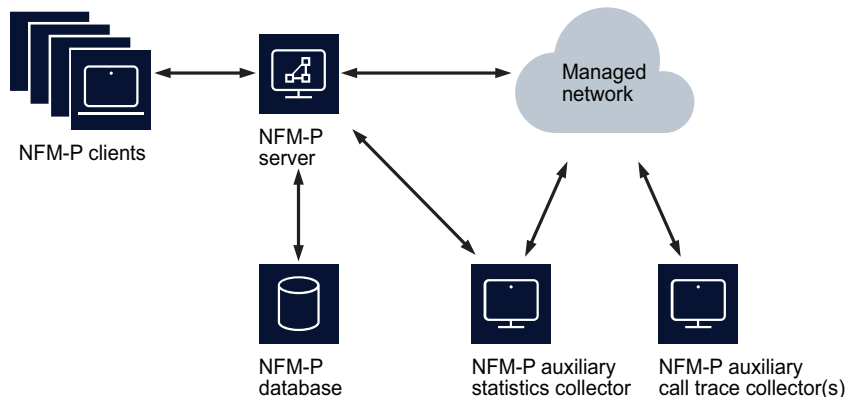 Managed
network
NFM-P clients
NFM-P
server
NFM-P
database
NFM-P auxiliary
statistics collector
NFM-P auxiliary
call trace collector(s)